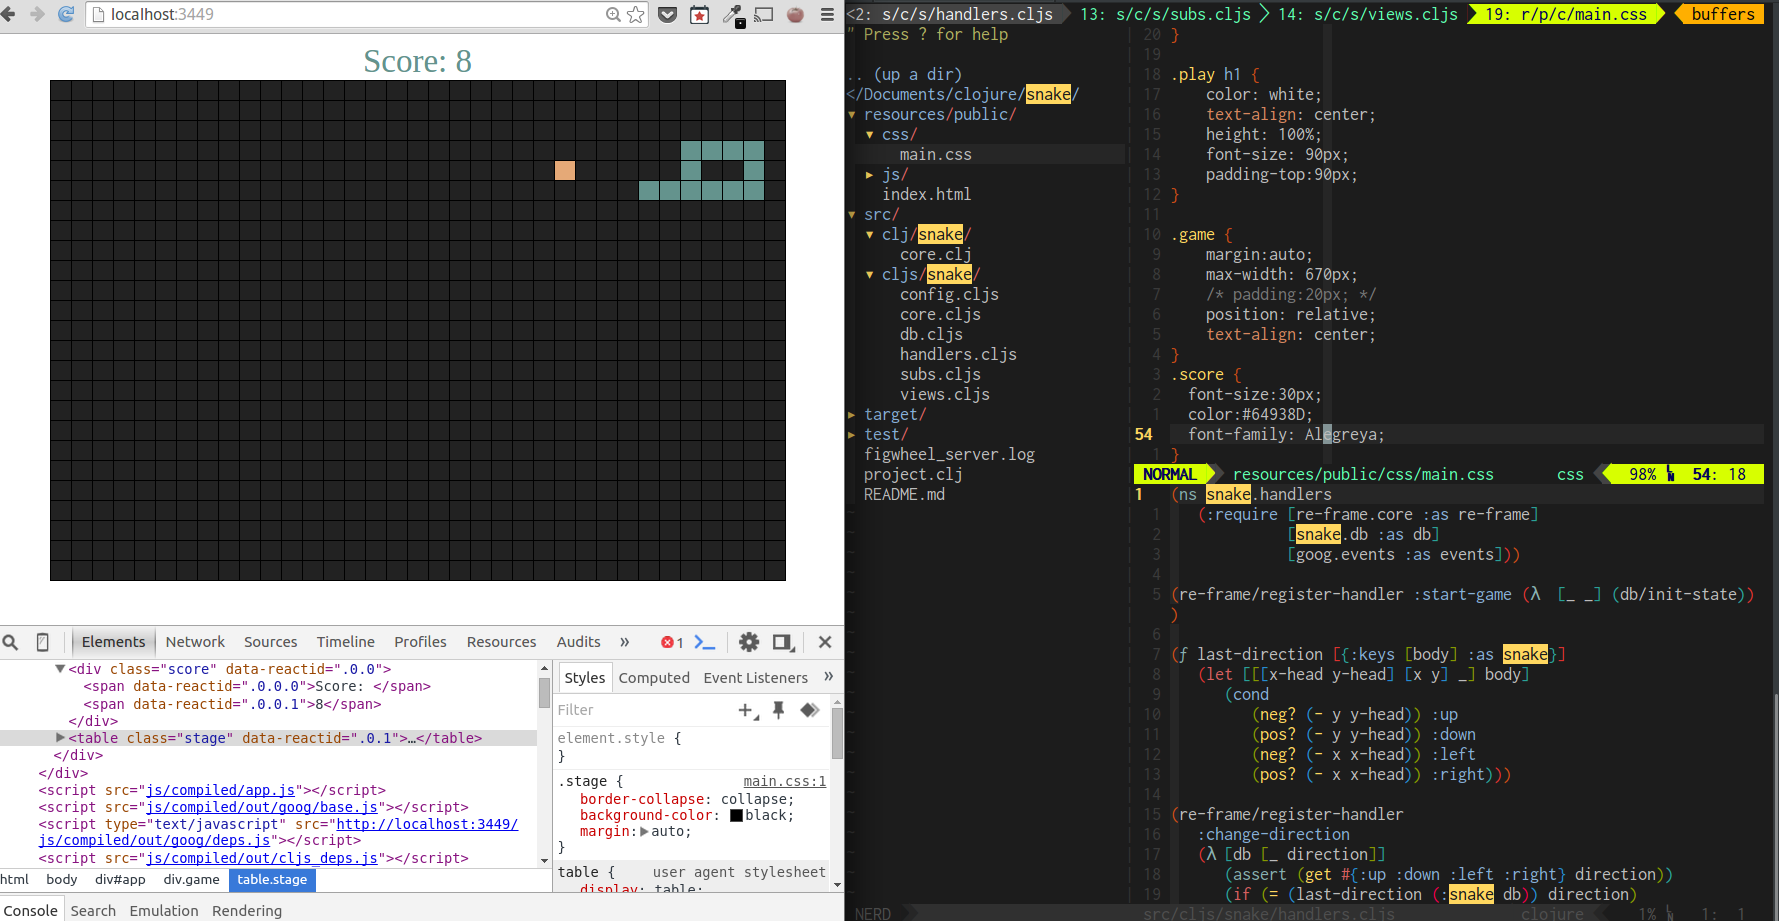 localhost:3449
Score: 8
Elements Network Sources Timeline Profiles Resources Audits » 1
<div class="score" data-reactid=".0.0">
<span data-reactid=".0.0.0">Score: </span>
<span data-reactid=".0.0.1">8</span>
</div>
<table class="stage" data-reactid=".0.1">…</table>
</div>
</div>
<script src="js/compiled/app.js"></script>
<script src="js/compiled/out/goog/base.js"></script>
<script type="text/javascript" src="http://localhost:3449/
js/compiled/out/goog/deps.js"></script>
<script src="js/compiled/out/cljs_deps.js"></script>
html body div#app div.game table.stage
Console Search Emulation Rendering
Styles Computed Event Listeners »
Filter
element.style {
}
.stage { main.css:1
border-collapse: collapse;
background-color: black;
margin: auto;
}
table { user agent stylesheet
display: table;
<2: s/c/s/handlers.cljs 13: s/c/s/subs.cljs 14: s/c/s/views.cljs 19: r/p/c/main.css buffers
" Press ? for help
.. (up a dir)
</Documents/clojure/snake/
▾ resources/public/
▾ css/
main.css
▸ js/
index.html
▾ src/
▾ clj/snake/
core.clj
▾ cljs/snake/
config.cljs
core.cljs
db.cljs
handlers.cljs
subs.cljs
views.cljs
▸ target/
▸ test/
figwheel_server.log
project.clj
README.md
NERD
20 }
19
18 .play h1 {
17 color: white;
16 text-align: center;
15 height: 100%;
14 font-size: 90px;
13 padding-top:90px;
12 }
11
10 .game {
9 margin:auto;
8 max-width: 670px;
7 /* padding:20px; */
6 position: relative;
5 text-align: center;
4 }
3 .score {
2 font-size:30px;
1 color:#64938D;
54 font-family: Alegreya;
1 }
NORMAL resources/public/css/main.css css 98% 54: 18
1 (ns snake.handlers
1 (:require [re-frame.core :as re-frame]
2 [snake.db :as db]
3 [goog.events :as events]))
4
5 (re-frame/register-handler :start-game (λ [_ _] (db/init-state))
)
6
7 (ƒ last-direction [{:keys [body] :as snake}]
8 (let [[[x-head y-head] [x y] _] body]
9 (cond
10 (neg? (- y y-head)) :up
11 (pos? (- y y-head)) :down
12 (neg? (- x x-head)) :left
13 (pos? (- x x-head)) :right)))
14
15 (re-frame/register-handler
16 :change-direction
17 (λ [db [_ direction]]
18 (assert (get #{:up :down :left :right} direction))
19 (if (= (last-direction (:snake db)) direction)
src/cljs/snake/handlers.cljs clojure 1% 1: 1